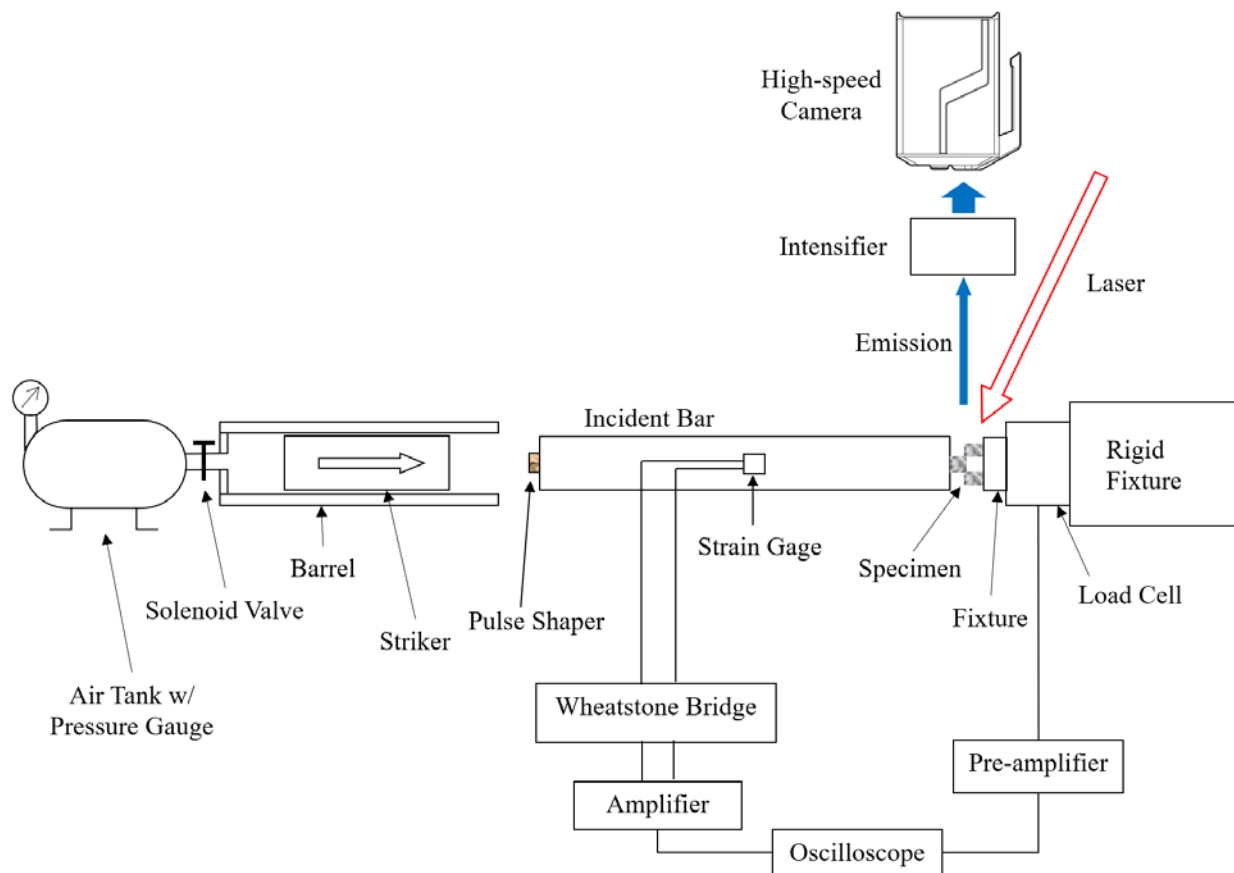 High-speed
Camera
Intensifier
Laser
Emission
Incident Bar
Rigid
Fixture
Strain Gage
Specimen
Load Cell
Fixture
Barrel
Solenoid Valve
Pulse Shaper
Striker
Air Tank w/
Pressure Gauge
Wheatstone Bridge
Pre-amplifier
Amplifier
Oscilloscope